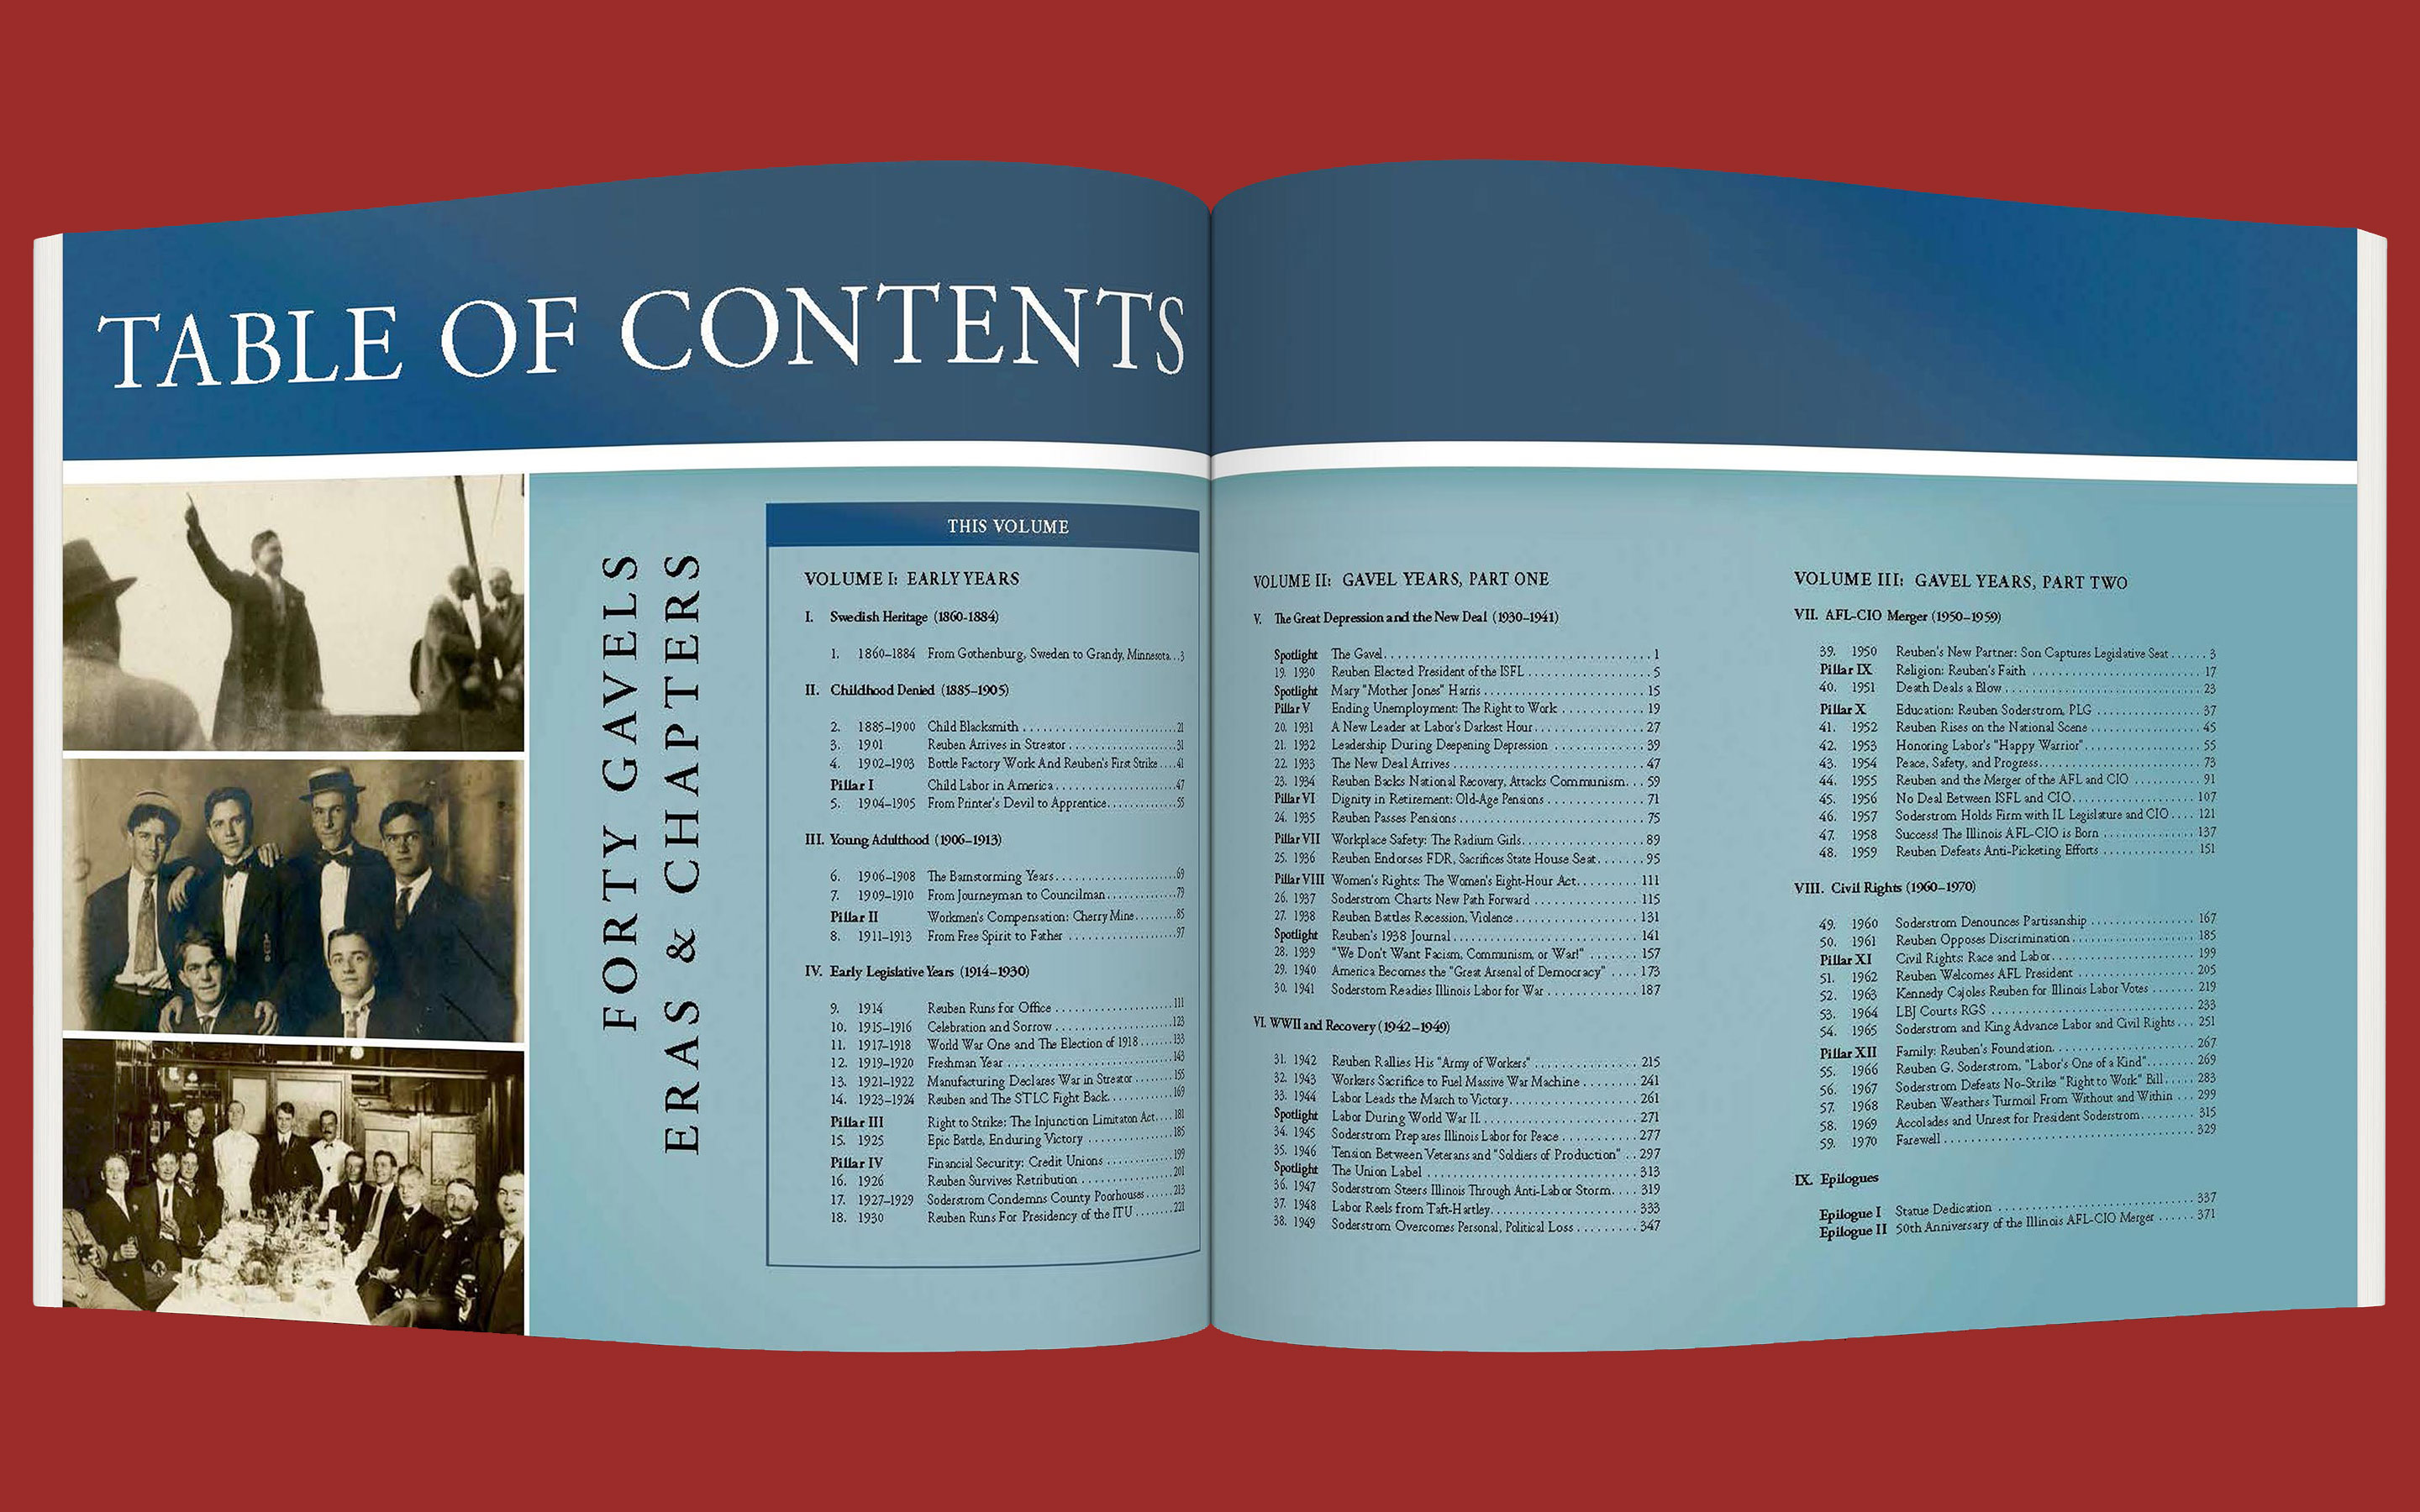 TABLE OF CONTENTS
FORTY GAVELS
ERAS & CHAPTERS
THIS VOLUME
VOLUME I: EARLY YEARS
I. Swedish Heritage (1860-1884)
1. 1860–1884 From Gothenburg, Sweden to Grandy, Minnesota...3
II. Childhood Denied (1885–1905)
2. 1885–1900 Child Blacksmith ... 21
3. 1901 Reuben Arrives in Streator ... 31
4. 1902–1903 Bottle Factory Work And Reuben's First Strike .... 41
Pillar I Child Labor in America ... 47
5. 1904–1905 From Printer's Devil to Apprentice ... 55
III. Young Adulthood (1906–1913)
6. 1906–1908 The Barnstorming Years ... 69
7. 1909–1910 From Journeyman to Councilman ... 79
Pillar II Workmen's Compensation: Cherry Mine ... 85
8. 1911–1913 From Free Spirit to Father ... 97
IV. Early Legislative Years (1914–1930)
9. 1914 Reuben Runs for Office ... 111
10. 1915–1916 Celebration and Sorrow ... 123
11. 1917–1918 World War One and The Election of 1918 ... 133
12. 1919–1920 Freshman Year ... 143
13. 1921–1922 Manufacturing Declares War in Streator ... 155
14. 1923–1924 Reuben and The STLC Fight Back ... 169
Pillar III Right to Strike: The Injunction Limitaton Act.... 181
15. 1925 Epic Battle, Enduring Victory ... 185
Pillar IV Financial Security: Credit Unions ... 199
16. 1926 Reuben Survives Retribution ... 201
17. 1927–1929 Soderstrom Condemns County Poorhouses ... 213
18. 1930 Reuben Runs For Presidency of the ITU ... 221
VOLUME II: GAVEL YEARS, PART ONE
V. The Great Depression and the New Deal (1930–1941)
Spotlight The Gavel ... 1
19. 1930 Reuben Elected President of the ISFL ... 5
Spotlight Mary "Mother Jones" Harris ... 15
Pillar V Ending Unemployment: The Right to Work ... 19
20. 1931 A New Leader at Labor's Darkest Hour ... 27
21. 1932 Leadership During Deepening Depression ... 39
22. 1933 The New Deal Arrives ... 47
23. 1934 Reuben Backs National Recovery, Attacks Communism... 59
Pillar VI Dignity in Retirement: Old-Age Pensions ... 71
24. 1935 Reuben Passes Pensions ... 75
Pillar VII Workplace Safety: The Radium Girls ... 89
25. 1936 Reuben Endorses FDR, Sacrifices State House Seat ... 95
Pillar VIII Women's Rights: The Women's Eight-Hour Act ... 111
26. 1937 Soderstrom Charts New Path Forward ... 115
27. 1938 Reuben Battles Recession, Violence ... 131
Spotlight Reuben's 1938 Journal ... 141
28. 1939 "We Don't Want Facism, Communism, or War!" ... 157
29. 1940 America Becomes the "Great Arsenal of Democracy" ... 173
30. 1941 Soderstom Readies Illinois Labor for War ... 187
VI. WWII and Recovery (1942–1949)
31. 1942 Reuben Rallies His "Army of Workers" ... 215
32. 1943 Workers Sacrifice to Fuel Massive War Machine ... 241
33. 1944 Labor Leads the March to Victory ... 261
Spotlight Labor During World War II ... 271
34. 1945 Soderstrom Prepares Illinois Labor for Peace ... 277
35. 1946 Tension Between Veterans and "Soldiers of Production" .. 297
Spotlight The Union Label ... 313
36. 1947 Soderstrom Steers Illinois Through Anti-Labor Storm.... 319
37. 1948 Labor Reels from Taft-Hartley ... 333
38. 1949 Soderstrom Overcomes Personal, Political Loss ... 347
VOLUME III: GAVEL YEARS, PART TWO
VII. AFL-CIO Merger (1950–1959)
39. 1950 Reuben's New Partner: Son Captures Legislative Seat ...... 3
Pillar IX Religion: Reuben's Faith ... 17
40. 1951 Death Deals a Blow ... 23
Pillar X Education: Reuben Soderstrom, PLG ... 37
41. 1952 Reuben Rises on the National Scene ... 45
42. 1953 Honoring Labor's "Happy Warrior" ... 55
43. 1954 Peace, Safety, and Progress ... 73
44. 1955 Reuben and the Merger of the AFL and CIO ... 91
45. 1956 No Deal Between ISFL and CIO ... 107
46. 1957 Soderstrom Holds Firm with IL Legislature and CIO .... 121
47. 1958 Success! The Illinois AFL-CIO is Born ... 137
48. 1959 Reuben Defeats Anti-Picketing Efforts ... 151
VIII. Civil Rights (1960–1970)
49. 1960 Soderstrom Denounces Partisanship ... 167
50. 1961 Reuben Opposes Discrimination ... 185
Pillar XI Civil Rights: Race and Labor ... 199
51. 1962 Reuben Welcomes AFL President ... 205
52. 1963 Kennedy Cajoles Reuben for Illinois Labor Votes ... 219
53. 1964 LBJ Courts RGS ... 233
54. 1965 Soderstrom and King Advance Labor and Civil Rights ... 251
Pillar XII Family: Reuben's Foundation ... 267
55. 1966 Reuben G. Soderstrom, "Labor's One of a Kind" ... 269
56. 1967 Soderstrom Defeats No-Strike "Right to Work" Bill ... 283
57. 1968 Reuben Weathers Turmoil From Without and Within ... 299
58. 1969 Accolades and Unrest for President Soderstrom ... 315
59. 1970 Farewell ... 329
IX. Epilogues
Epilogue I Statue Dedication ... 337
Epilogue II 50th Anniversary of the Illinois AFL-CIO Merger ...... 371